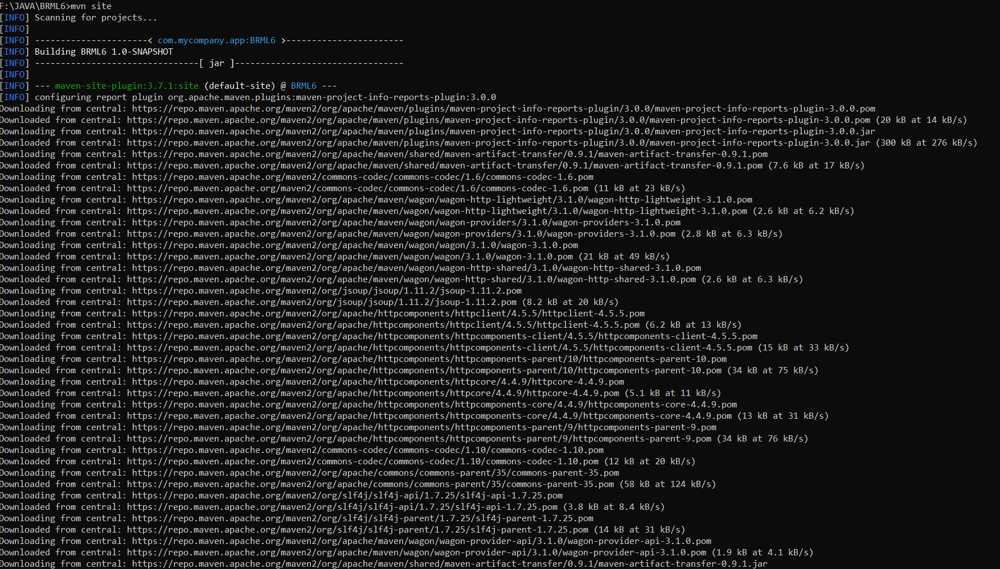 F:\JAVA\BRML6>mvn site
[INFO] Scanning for projects...
[INFO]
[INFO] ----------------------< com.mycompany.app:BRML6 >-----------------------
[INFO] Building BRML6 1.0-SNAPSHOT
[INFO] --------------------------------[ jar ]---------------------------------
[INFO]
[INFO] --- maven-site-plugin:3.7.1:site (default-site) @ BRML6 ---
[INFO] configuring report plugin org.apache.maven.plugins:maven-project-info-reports-plugin:3.0.0
Downloading from central: https://repo.maven.apache.org/maven2/org/apache/maven/plugins/maven-project-info-reports-plugin/3.0.0/maven-project-info-reports-plugin-3.0.0.pom
Downloaded from central: https://repo.maven.apache.org/maven2/org/apache/maven/plugins/maven-project-info-reports-plugin/3.0.0/maven-project-info-reports-plugin-3.0.0.pom (20 kB at 14 kB/s)
Downloading from central: https://repo.maven.apache.org/maven2/org/apache/maven/plugins/maven-project-info-reports-plugin/3.0.0/maven-project-info-reports-plugin-3.0.0.jar
Downloaded from central: https://repo.maven.apache.org/maven2/org/apache/maven/plugins/maven-project-info-reports-plugin/3.0.0/maven-project-info-reports-plugin-3.0.0.jar (300 kB at 276 kB/s)
Downloading from central: https://repo.maven.apache.org/maven2/org/apache/maven/shared/maven-artifact-transfer/0.9.1/maven-artifact-transfer-0.9.1.pom
Downloaded from central: https://repo.maven.apache.org/maven2/org/apache/maven/shared/maven-artifact-transfer/0.9.1/maven-artifact-transfer-0.9.1.pom (7.6 kB at 17 kB/s)
Downloading from central: https://repo.maven.apache.org/maven2/commons-codec/commons-codec/1.6/commons-codec-1.6.pom
Downloaded from central: https://repo.maven.apache.org/maven2/commons-codec/commons-codec/1.6/commons-codec-1.6.pom (11 kB at 23 kB/s)
Downloading from central: https://repo.maven.apache.org/maven2/org/apache/maven/wagon/wagon-http-lightweight/3.1.0/wagon-http-lightweight-3.1.0.pom
Downloaded from central: https://repo.maven.apache.org/maven2/org/apache/maven/wagon/wagon-http-lightweight/3.1.0/wagon-http-lightweight-3.1.0.pom (2.6 kB at 6.2 kB/s)
Downloading from central: https://repo.maven.apache.org/maven2/org/apache/maven/wagon/wagon-providers/3.1.0/wagon-providers-3.1.0.pom
Downloaded from central: https://repo.maven.apache.org/maven2/org/apache/maven/wagon/wagon-providers/3.1.0/wagon-providers-3.1.0.pom (2.8 kB at 6.3 kB/s)
Downloading from central: https://repo.maven.apache.org/maven2/org/apache/maven/wagon/wagon/3.1.0/wagon-3.1.0.pom
Downloaded from central: https://repo.maven.apache.org/maven2/org/apache/maven/wagon/wagon/3.1.0/wagon-3.1.0.pom (21 kB at 49 kB/s)
Downloading from central: https://repo.maven.apache.org/maven2/org/apache/maven/wagon/wagon-http-shared/3.1.0/wagon-http-shared-3.1.0.pom
Downloaded from central: https://repo.maven.apache.org/maven2/org/apache/maven/wagon/wagon-http-shared/3.1.0/wagon-http-shared-3.1.0.pom (2.6 kB at 6.3 kB/s)
Downloading from central: https://repo.maven.apache.org/maven2/org/jsoup/jsoup/1.11.2/jsoup-1.11.2.pom
Downloaded from central: https://repo.maven.apache.org/maven2/org/jsoup/jsoup/1.11.2/jsoup-1.11.2.pom (8.2 kB at 20 kB/s)
Downloading from central: https://repo.maven.apache.org/maven2/org/apache/httpcomponents/httpclient/4.5.5/httpclient-4.5.5.pom
Downloaded from central: https://repo.maven.apache.org/maven2/org/apache/httpcomponents/httpclient/4.5.5/httpclient-4.5.5.pom (6.2 kB at 13 kB/s)
Downloading from central: https://repo.maven.apache.org/maven2/org/apache/httpcomponents/httpcomponents-client/4.5.5/httpcomponents-client-4.5.5.pom
Downloaded from central: https://repo.maven.apache.org/maven2/org/apache/httpcomponents/httpcomponents-client/4.5.5/httpcomponents-client-4.5.5.pom (15 kB at 33 kB/s)
Downloading from central: https://repo.maven.apache.org/maven2/org/apache/httpcomponents/httpcomponents-parent/10/httpcomponents-parent-10.pom
Downloaded from central: https://repo.maven.apache.org/maven2/org/apache/httpcomponents/httpcomponents-parent/10/httpcomponents-parent-10.pom (34 kB at 75 kB/s)
Downloading from central: https://repo.maven.apache.org/maven2/org/apache/httpcomponents/httpcore/4.4.9/httpcore-4.4.9.pom
Downloaded from central: https://repo.maven.apache.org/maven2/org/apache/httpcomponents/httpcore/4.4.9/httpcore-4.4.9.pom (5.1 kB at 11 kB/s)
Downloading from central: https://repo.maven.apache.org/maven2/org/apache/httpcomponents/httpcomponents-core/4.4.9/httpcomponents-core-4.4.9.pom
Downloaded from central: https://repo.maven.apache.org/maven2/org/apache/httpcomponents/httpcomponents-core/4.4.9/httpcomponents-core-4.4.9.pom (13 kB at 31 kB/s)
Downloading from central: https://repo.maven.apache.org/maven2/org/apache/httpcomponents/httpcomponents-parent/9/httpcomponents-parent-9.pom
Downloaded from central: https://repo.maven.apache.org/maven2/org/apache/httpcomponents/httpcomponents-parent/9/httpcomponents-parent-9.pom (34 kB at 76 kB/s)
Downloading from central: https://repo.maven.apache.org/maven2/commons-codec/commons-codec/1.10/commons-codec-1.10.pom
Downloaded from central: https://repo.maven.apache.org/maven2/commons-codec/commons-codec/1.10/commons-codec-1.10.pom (12 kB at 20 kB/s)
Downloading from central: https://repo.maven.apache.org/maven2/org/apache/commons/commons-parent/35/commons-parent-35.pom
Downloaded from central: https://repo.maven.apache.org/maven2/org/apache/commons/commons-parent/35/commons-parent-35.pom (58 kB at 124 kB/s)
Downloading from central: https://repo.maven.apache.org/maven2/org/slf4j/slf4j-api/1.7.25/slf4j-api-1.7.25.pom
Downloaded from central: https://repo.maven.apache.org/maven2/org/slf4j/slf4j-api/1.7.25/slf4j-api-1.7.25.pom (3.8 kB at 8.4 kB/s)
Downloading from central: https://repo.maven.apache.org/maven2/org/slf4j/slf4j-parent/1.7.25/slf4j-parent-1.7.25.pom
Downloaded from central: https://repo.maven.apache.org/maven2/org/slf4j/slf4j-parent/1.7.25/slf4j-parent-1.7.25.pom (14 kB at 31 kB/s)
Downloading from central: https://repo.maven.apache.org/maven2/org/apache/maven/wagon/wagon-provider-api/3.1.0/wagon-provider-api-3.1.0.pom
Downloaded from central: https://repo.maven.apache.org/maven2/org/apache/maven/wagon/wagon-provider-api/3.1.0/wagon-provider-api-3.1.0.pom (1.9 kB at 4.1 kB/s)
Downloading from central: https://repo.maven.apache.org/maven2/org/apache/maven/shared/maven-artifact-transfer/0.9.1/maven-artifact-transfer-0.9.1.jar